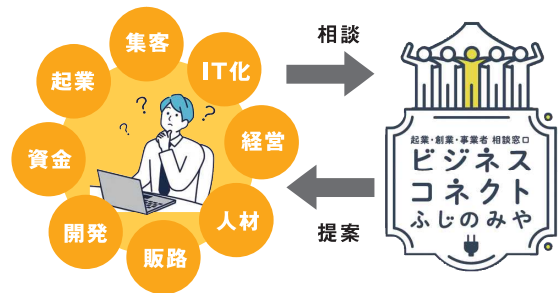 集客
IT化
経営
人材
販路
開発
資金
起業
相談
提案
起業・創業・事業者 相談窓口
ビジネス
コネクト
ふじのみや